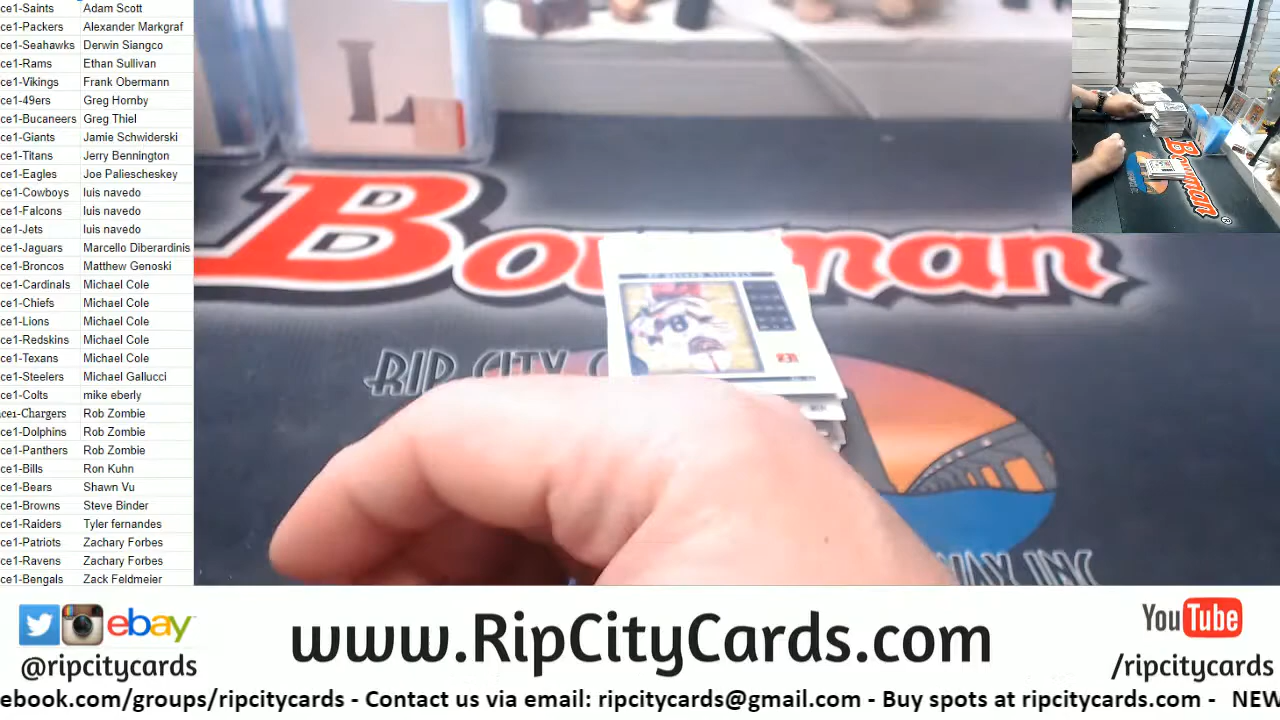 ce1-Saints Adam Scott
ce1-Packers Alexander Markgraf
ce1-Seahawks Derwin Siangco
ce1-Rams Ethan Sullivan
ce1-Vikings Frank Obermann
ce1-49ers Greg Hornby
ce1-Bucaneers Greg Thiel
ce1-Giants Jamie Schwiderski
ce1-Titans Jerry Bennington
ce1-Eagles Joe Paliescheskey
ce1-Cowboys luis navedo
ce1-Falcons luis navedo
ce1-Jets luis navedo
ce1-Jaguars Marcello Diberardinis
ce1-Broncos Matthew Genoski
ce1-Cardinals Michael Cole
ce1-Chiefs Michael Cole
ce1-Lions Michael Cole
ce1-Redskins Michael Cole
ce1-Texans Michael Cole
ce1-Steelers Michael Gallucci
ce1-Colts mike eberly
ce1-Chargers Rob Zombie
ce1-Dolphins Rob Zombie
ce1-Panthers Rob Zombie
ce1-Bills Ron Kuhn
ce1-Bears Shawn Vu
ce1-Browns Steve Binder
ce1-Raiders Tyler fernandes
ce1-Patriots Zachary Forbes
ce1-Ravens Zachary Forbes
ce1-Bengals Zack Feldmeier
L
Bowman
RIP CITY
INC
Bowman
ebay
@ripcitycards
www.RipCityCards.com
YouTube
/ripcitycards
ebook.com/groups/ripcitycards - Contact us via email: ripcitycards@gmail.com - Buy spots at ripcitycards.com - NEW